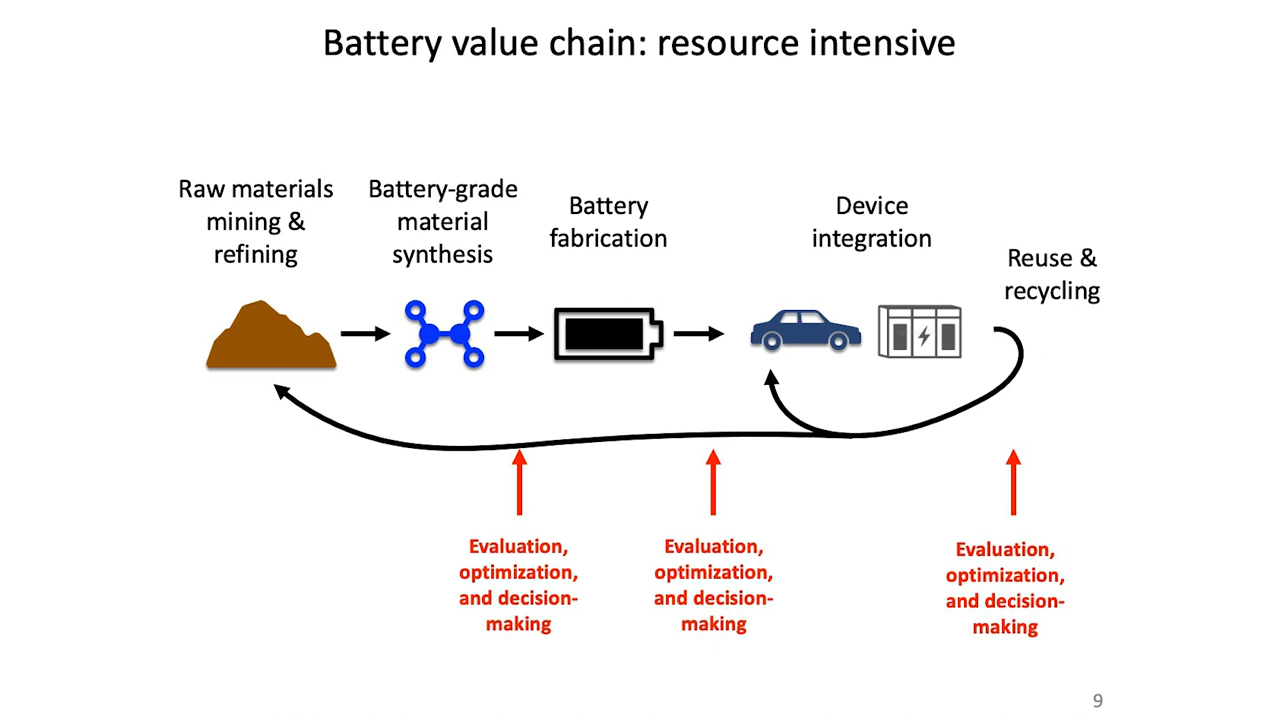 Battery value chain: resource intensive
Raw materials
mining &
refining
Battery-grade
material
synthesis
Battery
fabrication
Device
integration
Reuse &
recycling
Evaluation,
optimization,
and decision-
making
Evaluation,
optimization,
and decision-
making
Evaluation,
optimization,
and decision-
making
9